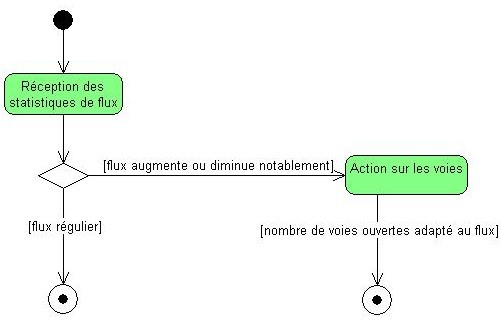 Réception des
statistiques de flux
[flux augmente ou diminue notablement]
Action sur les voies
[flux régulier]
[nombre de voies ouvertes adapté au flux]